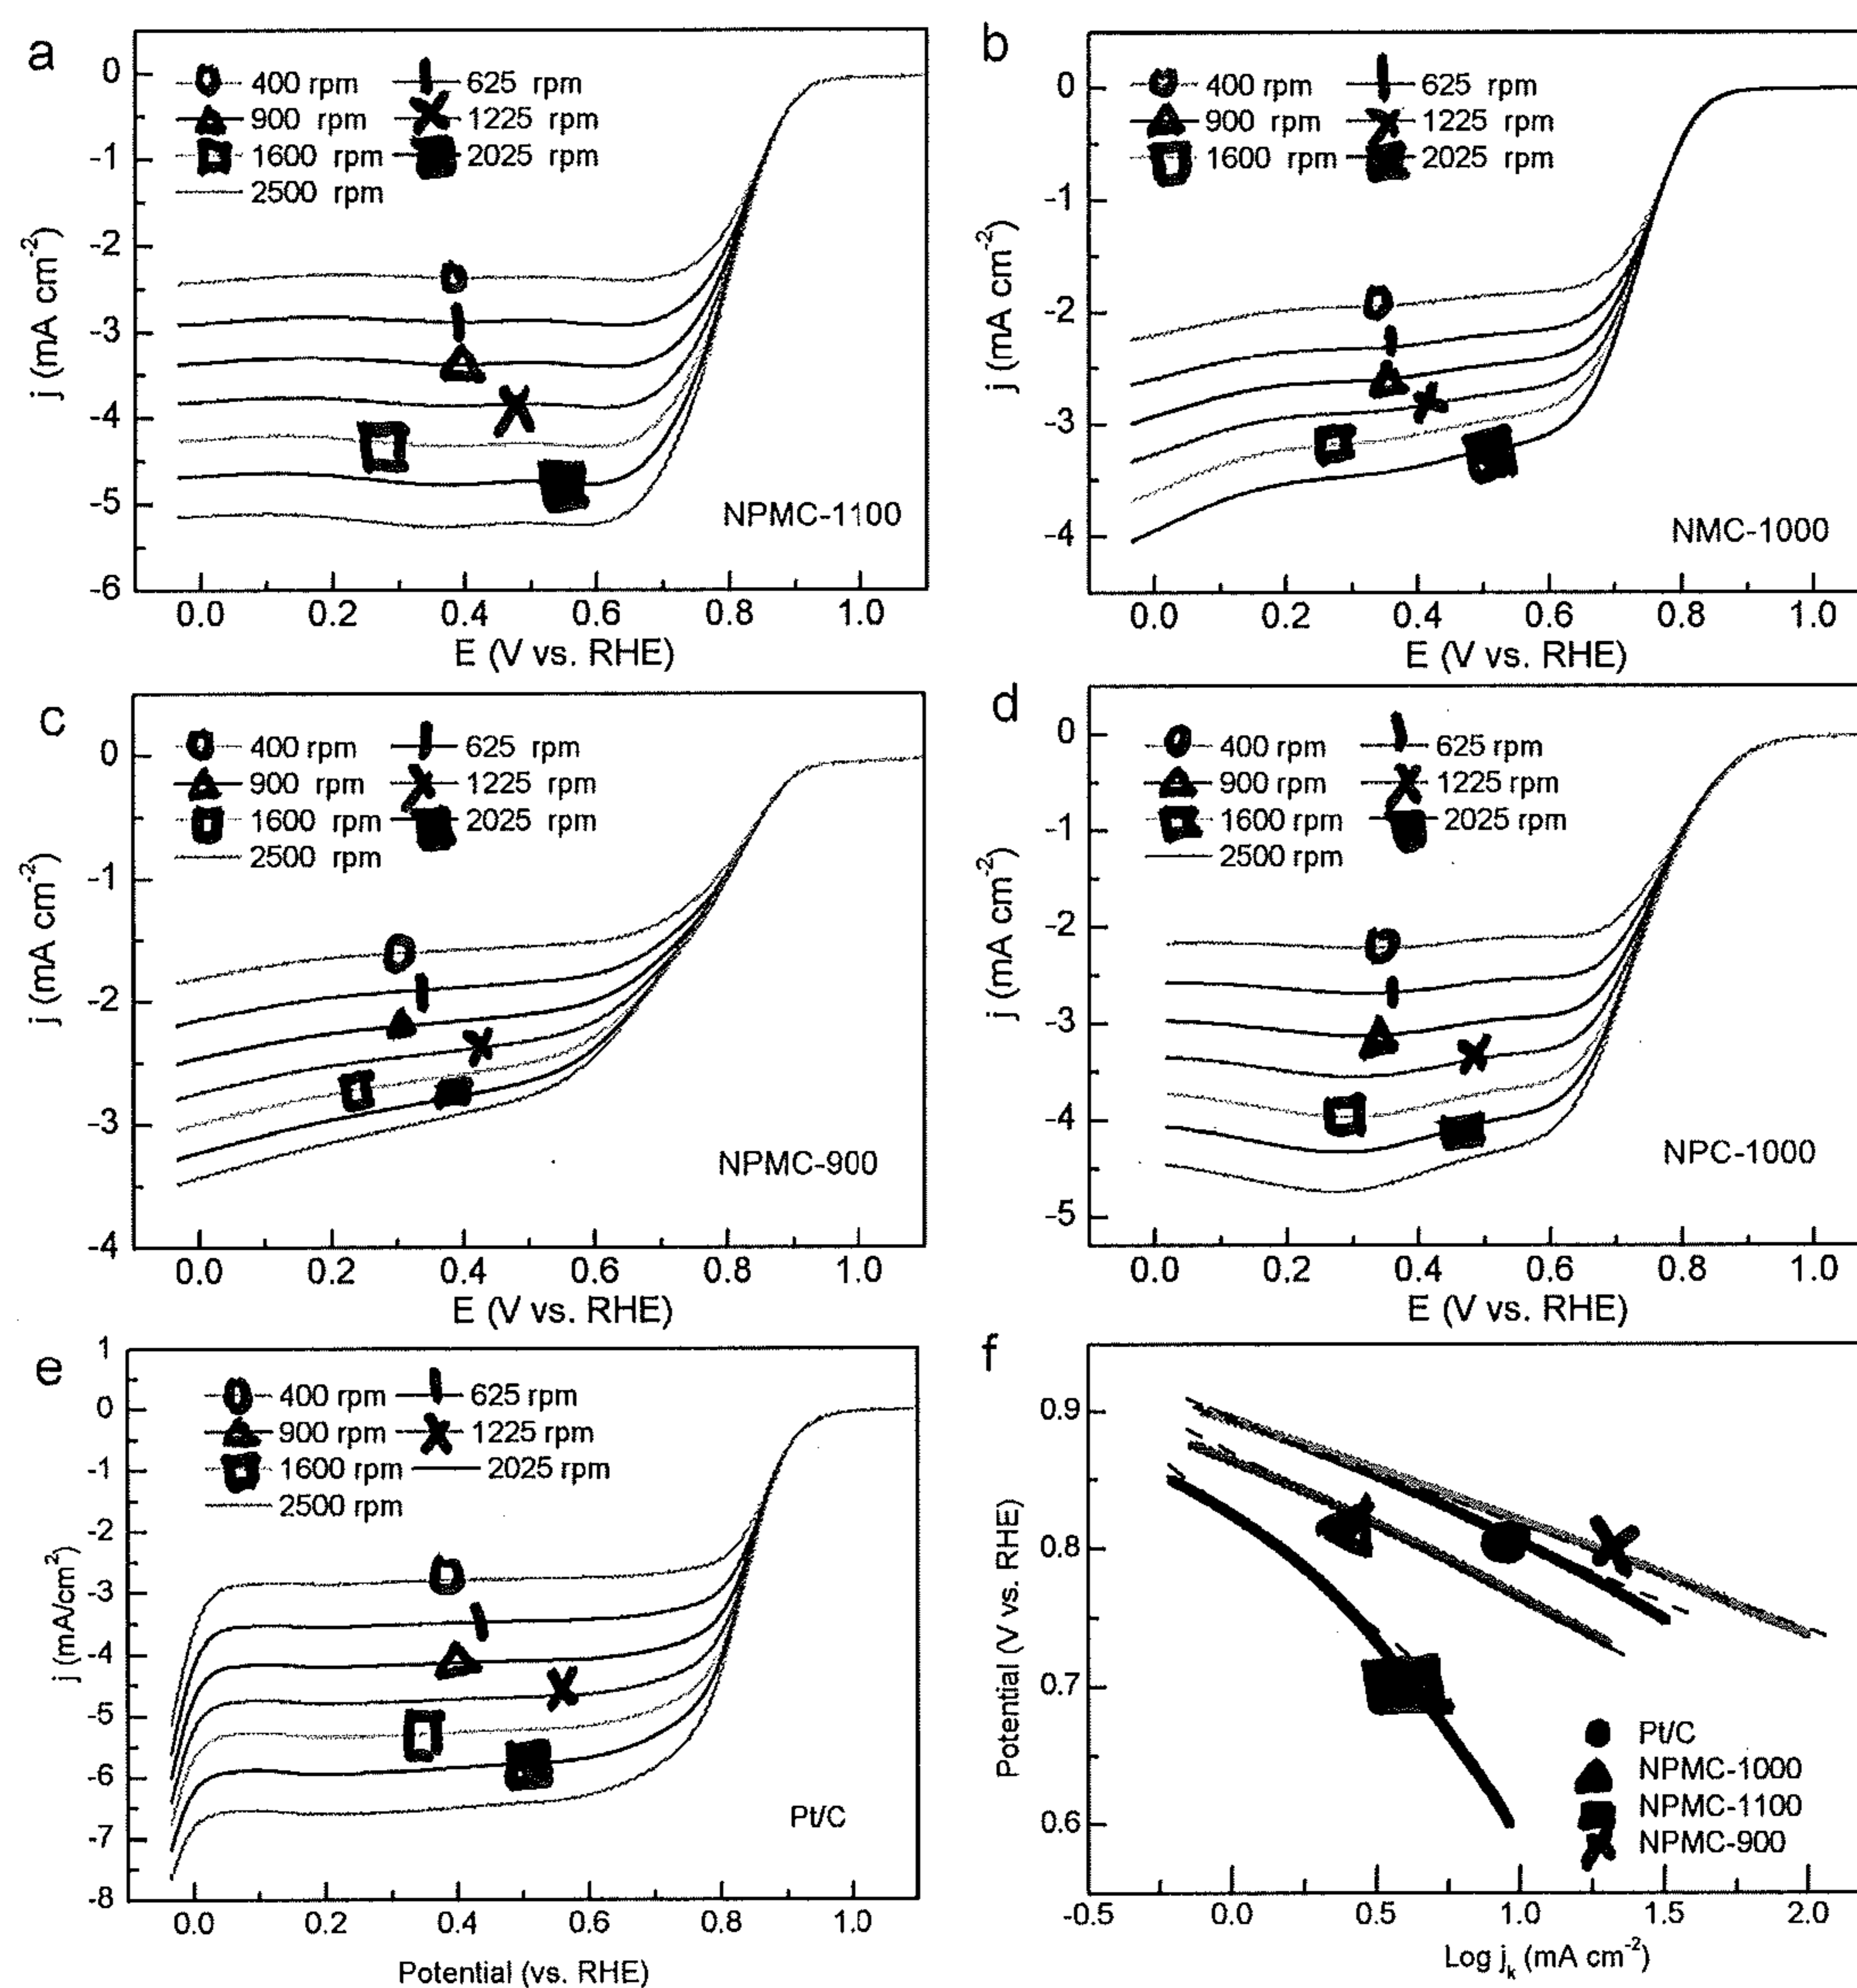 a
0
-1
-2
-3
-4
-5
-6
j (mA cm-2)
400 rpm 625 rpm
900 rpm 1225 rpm
1600 rpm 2025 rpm
2500 rpm
NPMC-1100
0.0 0.2 0.4 0.6 0.8 1.0
E (V vs. RHE)
b
0
-1
-2
-3
-4
j (mA cm-2)
400 rpm 625 rpm
900 rpm 1225 rpm
1600 rpm 2025 rpm
NMC-1000
0.0 0.2 0.4 0.6 0.8 1.0
E (V vs. RHE)
c
0
-1
-2
-3
-4
j (mA cm-2)
400 rpm 625 rpm
900 rpm 1225 rpm
1600 rpm 2025 rpm
2500 rpm
NPMC-900
0.0 0.2 0.4 0.6 0.8 1.0
E (V vs. RHE)
d
0
-1
-2
-3
-4
-5
j (mA cm-2)
400 rpm 625 rpm
900 rpm 1225 rpm
1600 rpm 2025 rpm
2500 rpm
NPC-1000
0.0 0.2 0.4 0.6 0.8 1.0
E (V vs. RHE)
e
1
0
-1
-2
-3
-4
-5
-6
-7
-8
j (mA/cm2)
400 rpm 625 rpm
900 rpm 1225 rpm
1600 rpm 2025 rpm
2500 rpm
Pt/C
0.0 0.2 0.4 0.6 0.8 1.0
Potential (vs. RHE)
f
0.9
0.8
0.7
0.6
Potential (V vs. RHE)
Pt/C
NPMC-1000
NPMC-1100
NPMC-900
-0.5 0.0 0.5 1.0 1.5 2.0
Log jk (mA cm-2)